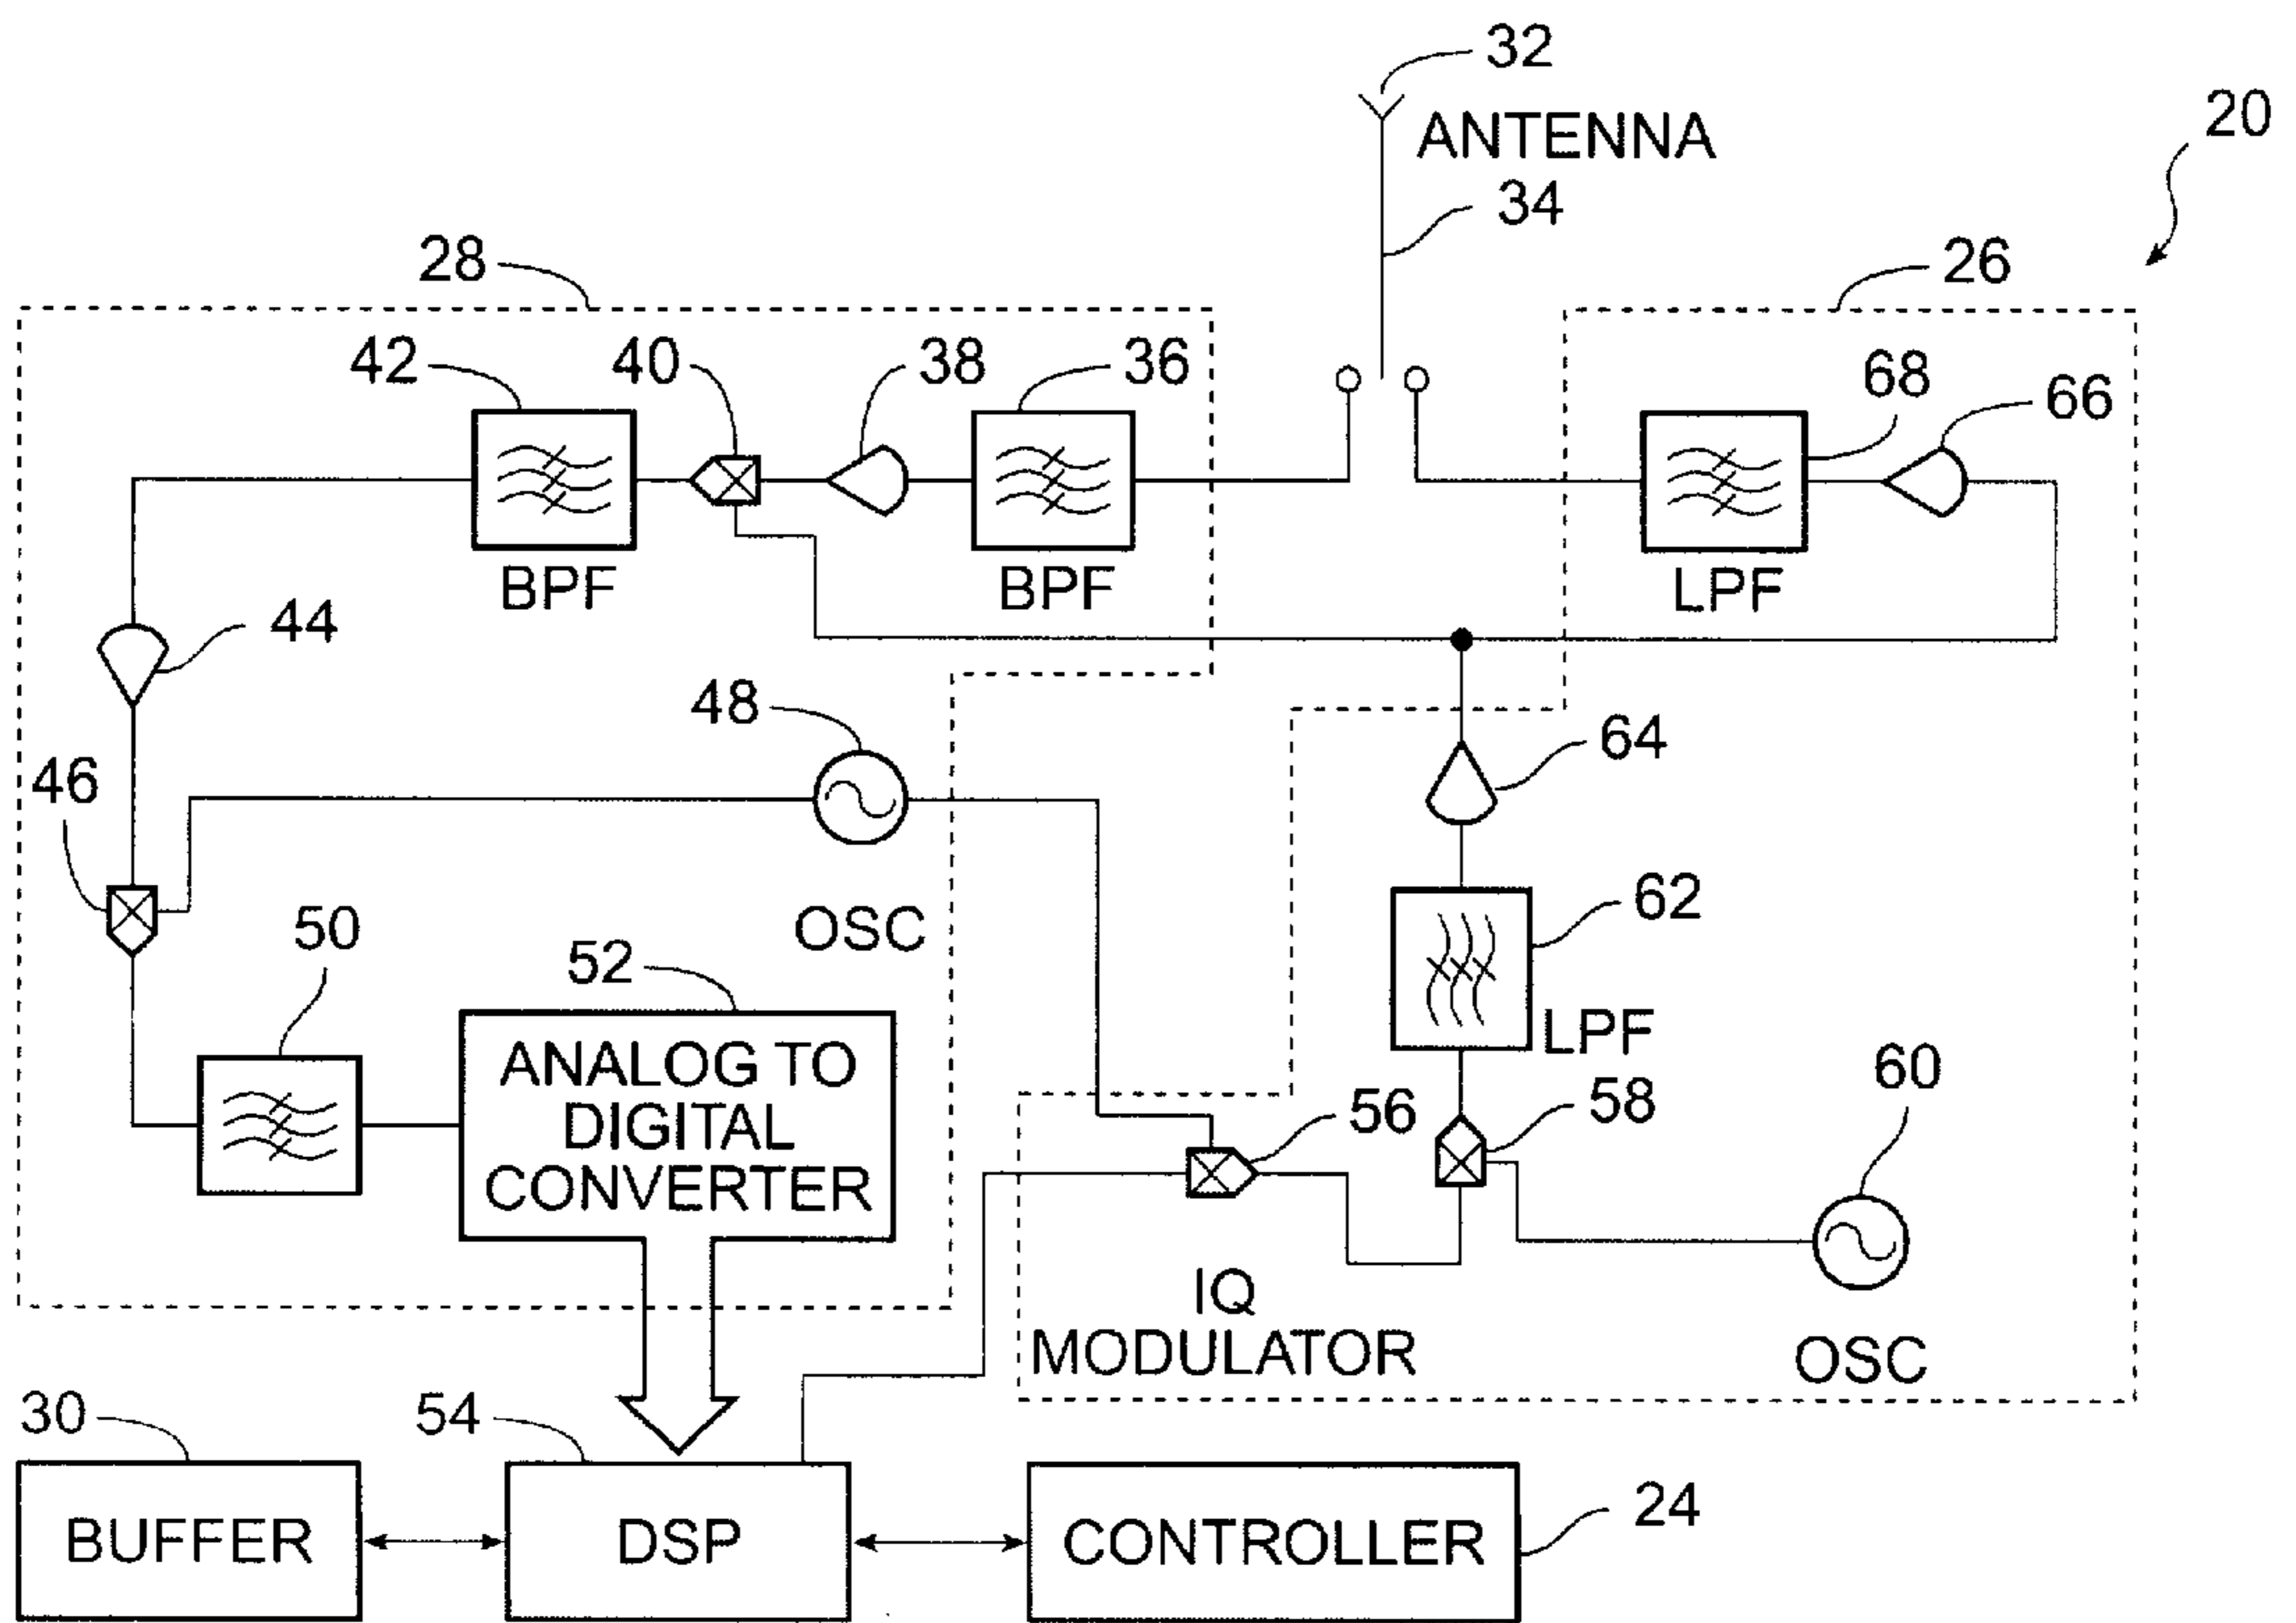 32
ANTENNA
20
34
28
26
42
40
38
36
68
66
BPF
BPF
LPF
44
48
64
46
62
50
OSC
52
LPF
ANALOG TO
DIGITAL
CONVERTER
56
58
60
IQ
MODULATOR
OSC
30
54
24
BUFFER
DSP
CONTROLLER